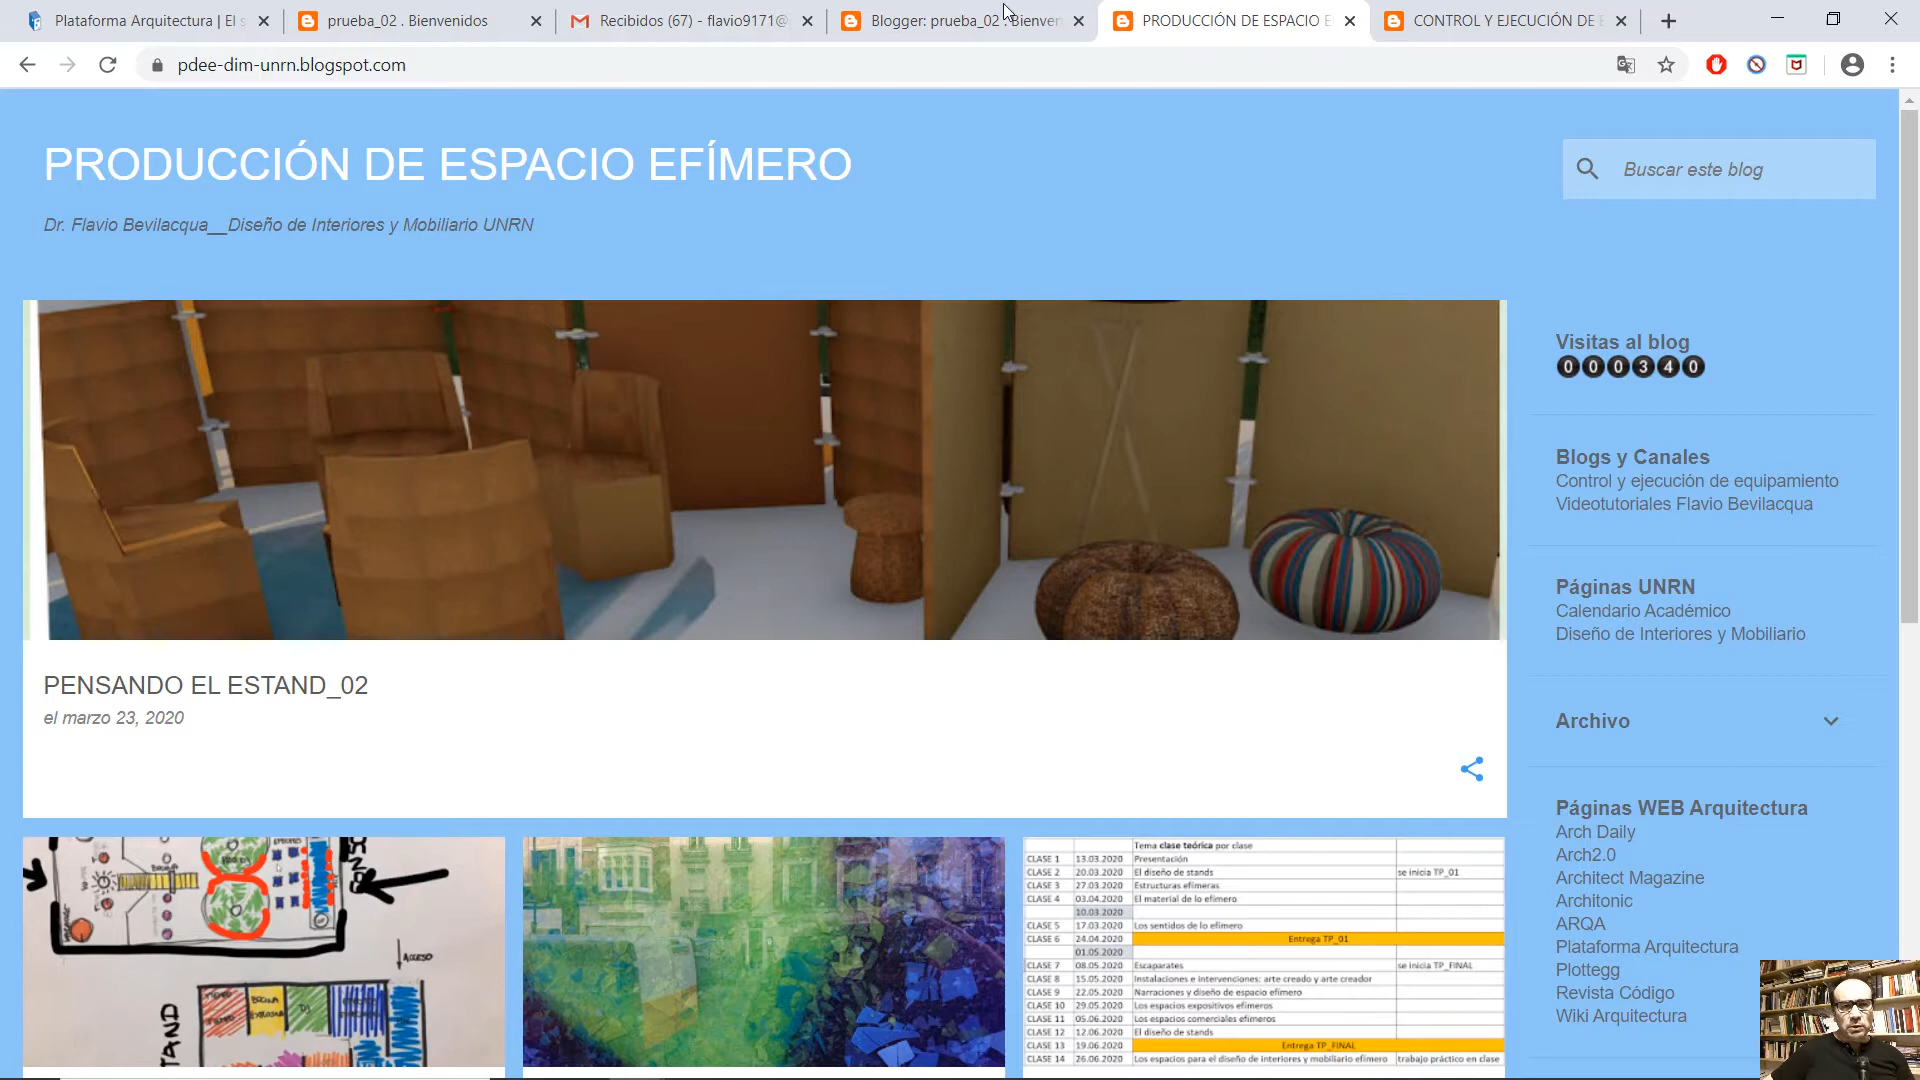 Plataforma Arquitectura | El s
prueba_02 . Bienvenidos
Recibidos (67) - flavio9171@
Blogger: prueba_02 . Bienven
PRODUCCIÓN DE ESPACIO E
CONTROL Y EJECUCIÓN DE E
pdee-dim-unrn.blogspot.com
PRODUCCIÓN DE ESPACIO EFÍMERO
Buscar este blog
Dr. Flavio Bevilacqua__Diseño de Interiores y Mobiliario UNRN
Visitas al blog
000340
Blogs y Canales
Control y ejecución de equipamiento
Videotutoriales Flavio Bevilacqua
Páginas UNRN
Calendario Académico
Diseño de Interiores y Mobiliario
PENSANDO EL ESTAND_02
el marzo 23, 2020
Archivo
Páginas WEB Arquitectura
Arch Daily
Arch2.0
Architect Magazine
Architonic
ARQA
Plataforma Arquitectura
Plottegg
Revista Código
Wiki Arquitectura
ACCESO
DJ
Tema clase teórica por clase
CLASE 1 13.03.2020 Presentación
CLASE 2 20.03.2020 El diseño de stands se inicia TP_01
CLASE 3 27.03.2020 Estructuras efímeras
CLASE 4 03.04.2020 El material de lo efímero
10.03.2020
CLASE 5 17.03.2020 Los sentidos de lo efímero
CLASE 6 24.04.2020 Entrega TP_01
01.05.2020
CLASE 7 08.05.2020 Escaparates se inicia TP_FINAL
CLASE 8 15.05.2020 Instalaciones e intervenciones: arte creado y arte creador
CLASE 9 22.05.2020 Narraciones y diseño de espacio efímero
CLASE 10 29.05.2020 Los espacios expositivos efímeros
CLASE 11 05.06.2020 Los espacios comerciales efímeros
CLASE 12 12.06.2020 El diseño de stands
CLASE 13 19.06.2020 Entrega TP_FINAL
CLASE 14 26.06.2020 Los espacios para el diseño de interiores y mobiliario efímero trabajo práctico en clase